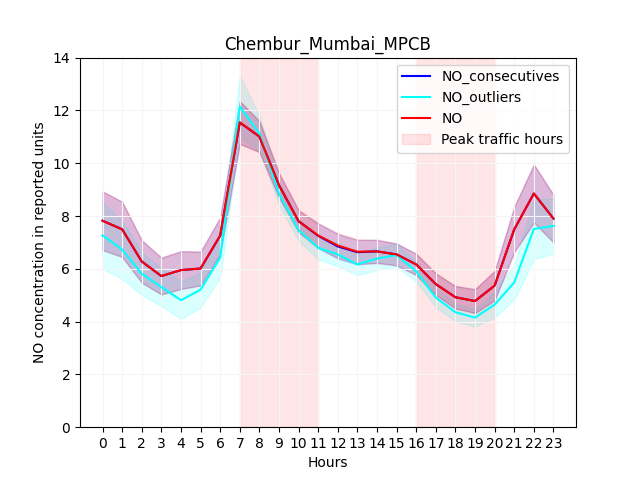 Chembur_Mumbai_MPCB
NO_consecutives
NO_outliers
NO
Peak traffic hours
NO concentration in reported units
14
12
10
8
6
4
2
0
0 1 2 3 4 5 6 7 8 9 10 11 12 13 14 15 16 17 18 19 20 21 22 23
Hours